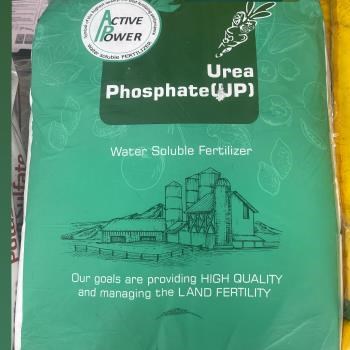 ACTIVE
POWER
Water Soluble FERTILIZER
Urea
Phosphate(UP)
Water Soluble Fertilizer
Our goals are providing HIGH QUALITY
and managing the LAND FERTILITY